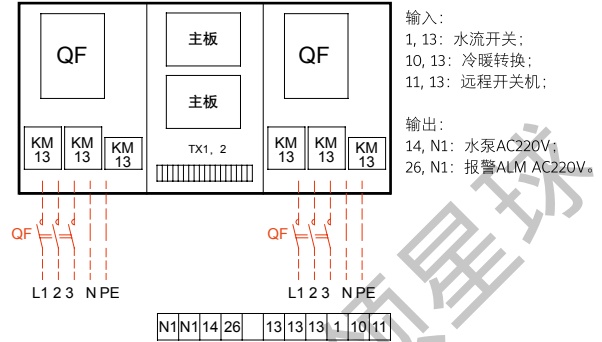 QF
主板
QF
主板
KM
13
KM
13
KM
13
TX1，2
KM
13
KM
13
KM
13
QF
QF
L1 2 3 N PE
L1 2 3 N PE
N1 N1 14 26 13 13 13 1 10 11
输入：
1, 13：水流开关；
10, 13：冷暖转换；
11, 13：远程开关机；
输出：
14, N1：水泵AC220V；
26, N1：报警ALM AC220V。